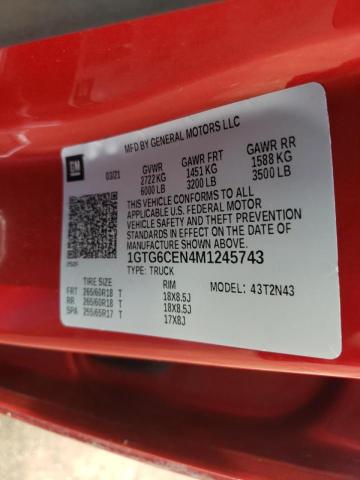 MFD BY GENERAL MOTORS LLC
GM
03/21
GVWR
2722 KG
6000 LB
GAWR FRT
1451 KG
3200 LB
GAWR RR
1588 KG
3500 LB
THIS VEHICLE CONFORMS TO ALL
APPLICABLE U.S. FEDERAL MOTOR
VEHICLE SAFETY AND THEFT PREVENTION
STANDARDS IN EFFECT ON THE DATE OF
MANUFACTURE SHOWN ABOVE.
1GTG6CEN4M1245743
TYPE: TRUCK
TIRE SIZE
RIM
MODEL: 43T2N43
FRT 265/60R18 T 18X8.5J
RR 265/60R18 T 18X8.5J
SPA 255/65R17 T 17X8J